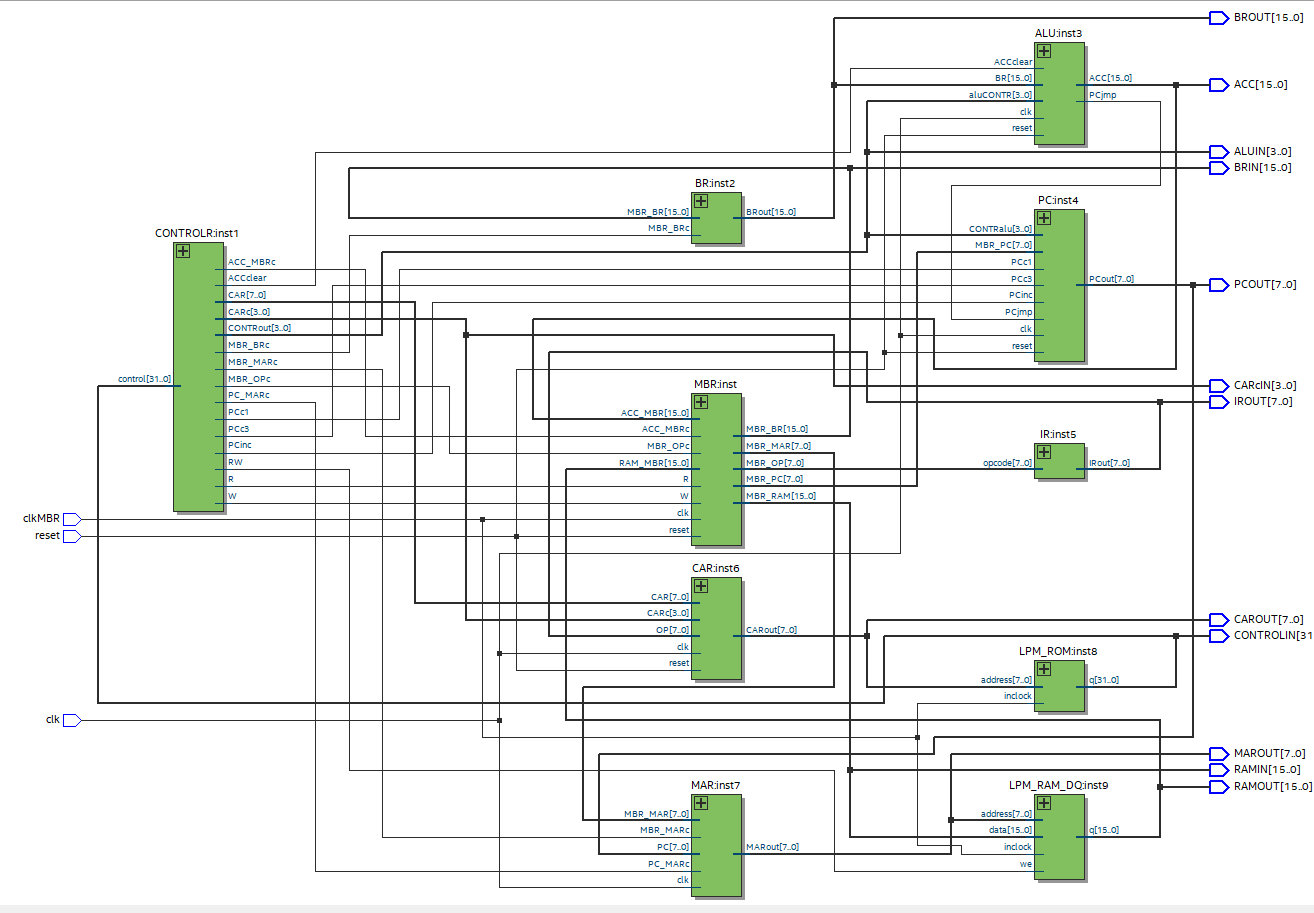 BROUT[15..0]
ALU:inst3
ACCclear
BR[15..0]
aluCONTR[3..0]
clk
reset
ACC[15..0]
PCjmp
ACC[15..0]
ALUIN[3..0]
BRIN[15..0]
BR:inst2
MBR_BR[15..0]
MBR_BRc
BRout[15..0]
PC:inst4
CONTRalu[3..0]
MBR_PC[7..0]
PCc1
PCc3
PCinc
PCjmp
clk
reset
PCout[7..0]
PCOUT[7..0]
CONTROLR:inst1
control[31..0]
ACC_MBRc
ACCclear
CAR[7..0]
CARc[3..0]
CONTRout[3..0]
MBR_BRc
MBR_MARc
MBR_OPc
PC_MARc
PCc1
PCc3
PCinc
RW
R
W
MBR:inst
ACC_MBR[15..0]
ACC_MBRc
MBR_OPc
RAM_MBR[15..0]
R
W
clk
reset
MBR_BR[15..0]
MBR_MAR[7..0]
MBR_OP[7..0]
MBR_PC[7..0]
MBR_RAM[15..0]
CARcIN[3..0]
IROUT[7..0]
IR:inst5
opcode[7..0]
IRout[7..0]
clkMBR
reset
CAR:inst6
CAR[7..0]
CARc[3..0]
OP[7..0]
clk
reset
CARout[7..0]
CAROUT[7..0]
CONTROLIN[31
LPM_ROM:inst8
address[7..0]
inclock
q[31..0]
clk
MAROUT[7..0]
RAMIN[15..0]
RAMOUT[15..0]
MAR:inst7
MBR_MAR[7..0]
MBR_MARc
PC[7..0]
PC_MARc
clk
MARout[7..0]
LPM_RAM_DQ:inst9
address[7..0]
data[15..0]
inclock
we
q[15..0]